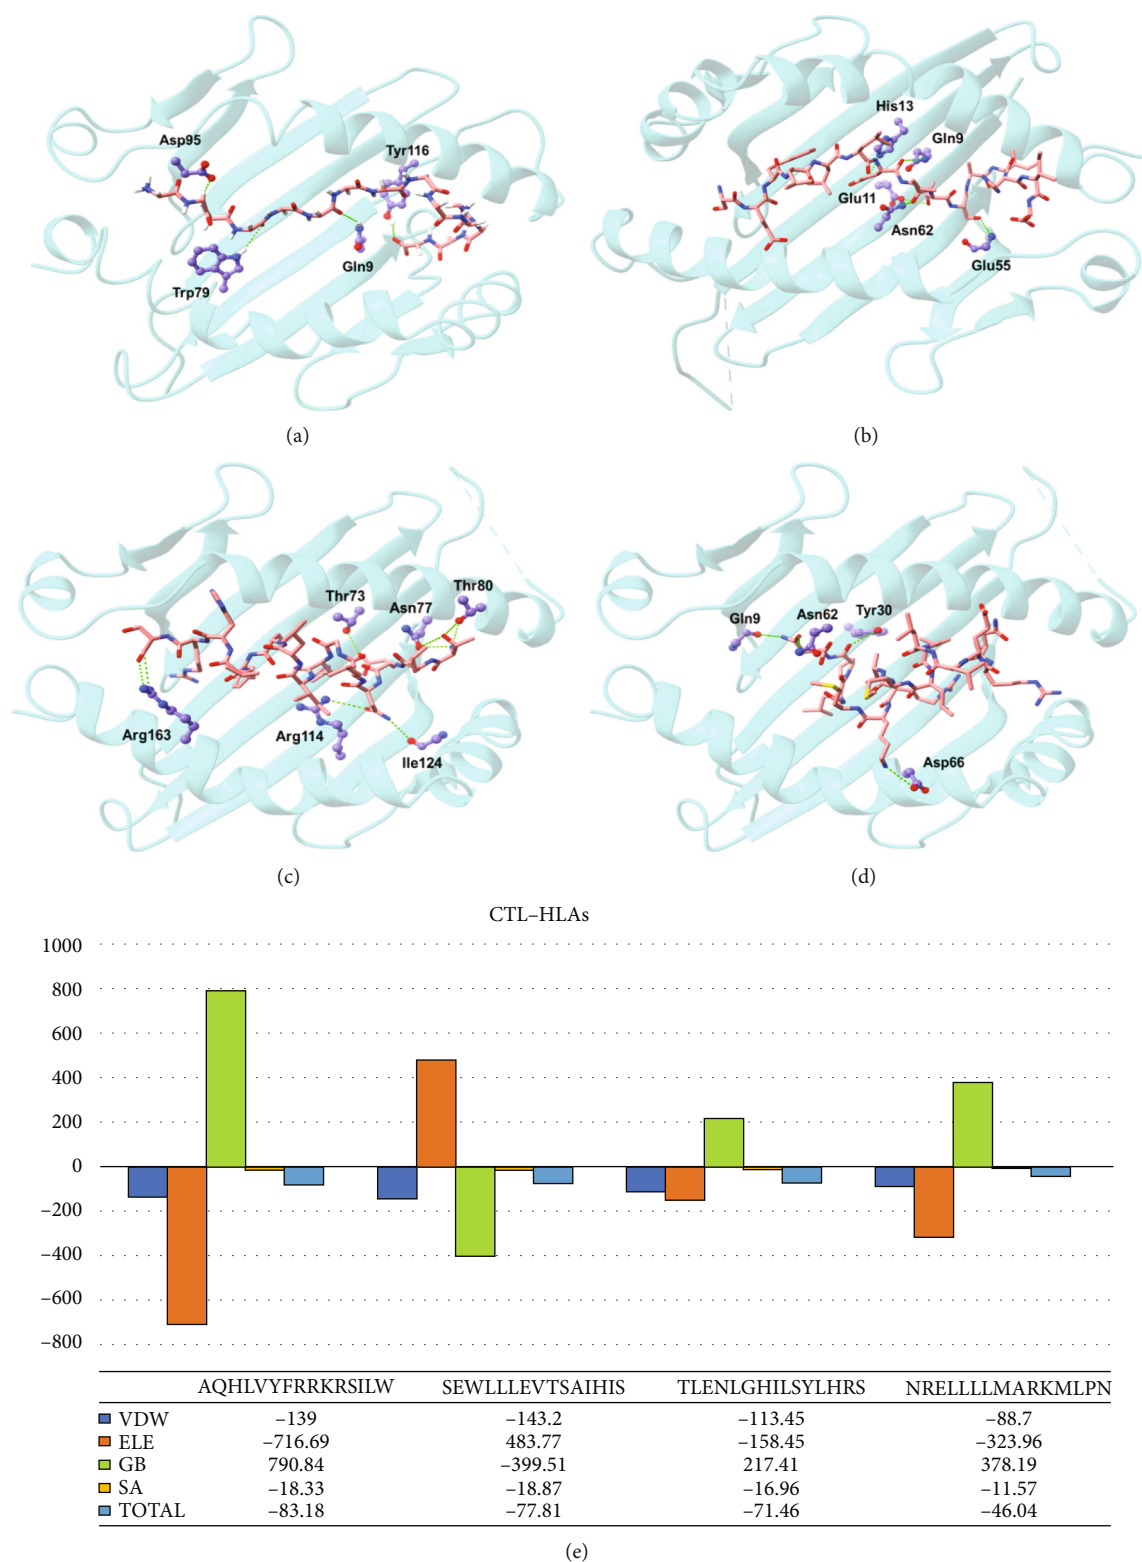 Asp95
Tyr116
Gln9
Trp79
(a)
His13
Gln9
Glu11
Asn62
Glu55
(b)
Thr73
Asn77
Thr80
Arg163
Arg114
Ile124
(c)
Gln9
Asn62
Tyr30
Asp66
(d)
CTL–HLAs
1000
800
600
400
200
0
–200
–400
–600
–800
AQHLVYFRRKRSILW SEWLLLEVTSAIHIS TLENLGHILSYLHRS NRELLLLMARKMLPN
VDW –139 –143.2 –113.45 –88.7
ELE –716.69 483.77 –158.45 –323.96
GB 790.84 –399.51 217.41 378.19
SA –18.33 –18.87 –16.96 –11.57
TOTAL –83.18 –77.81 –71.46 –46.04
(e)